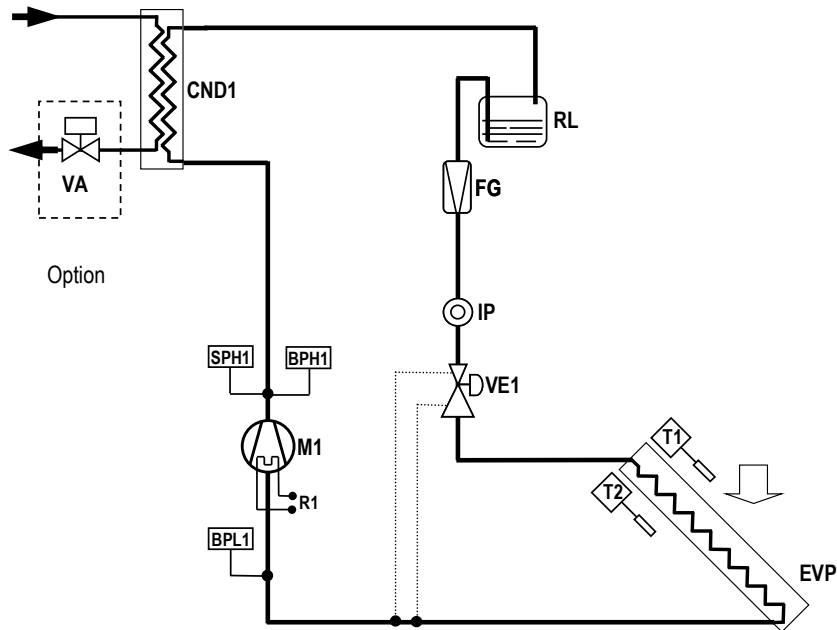 CND1
RL
VA
FG
Option
IP
SPH1
BPH1
VE1
M1
T1
T2
R1
BPL1
EVP